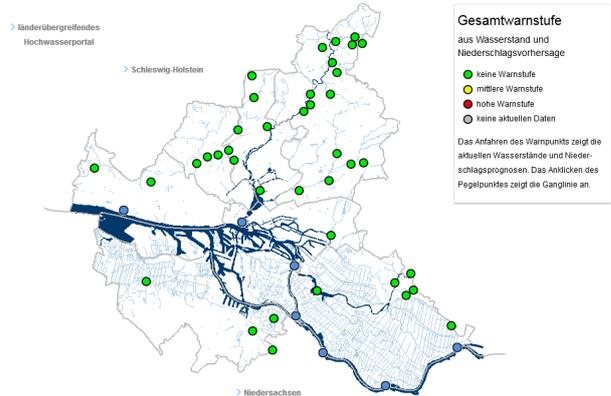 > länderübergreifendes
Hochwasserportal
> Schleswig-Holstein
> Niedersachsen
Gesamtwarnstufe
aus Wasserstand und
Niederschlagsvorhersage
keine Warnstufe
mittlere Warnstufe
hohe Warnstufe
keine aktuellen Daten
Das Anfahren des Warnpunkts zeigt die
aktuellen Wasserstände und Nieder-
schlagsprognosen. Das Anklicken des
Pegelpunktes zeigt die Ganglinie an.